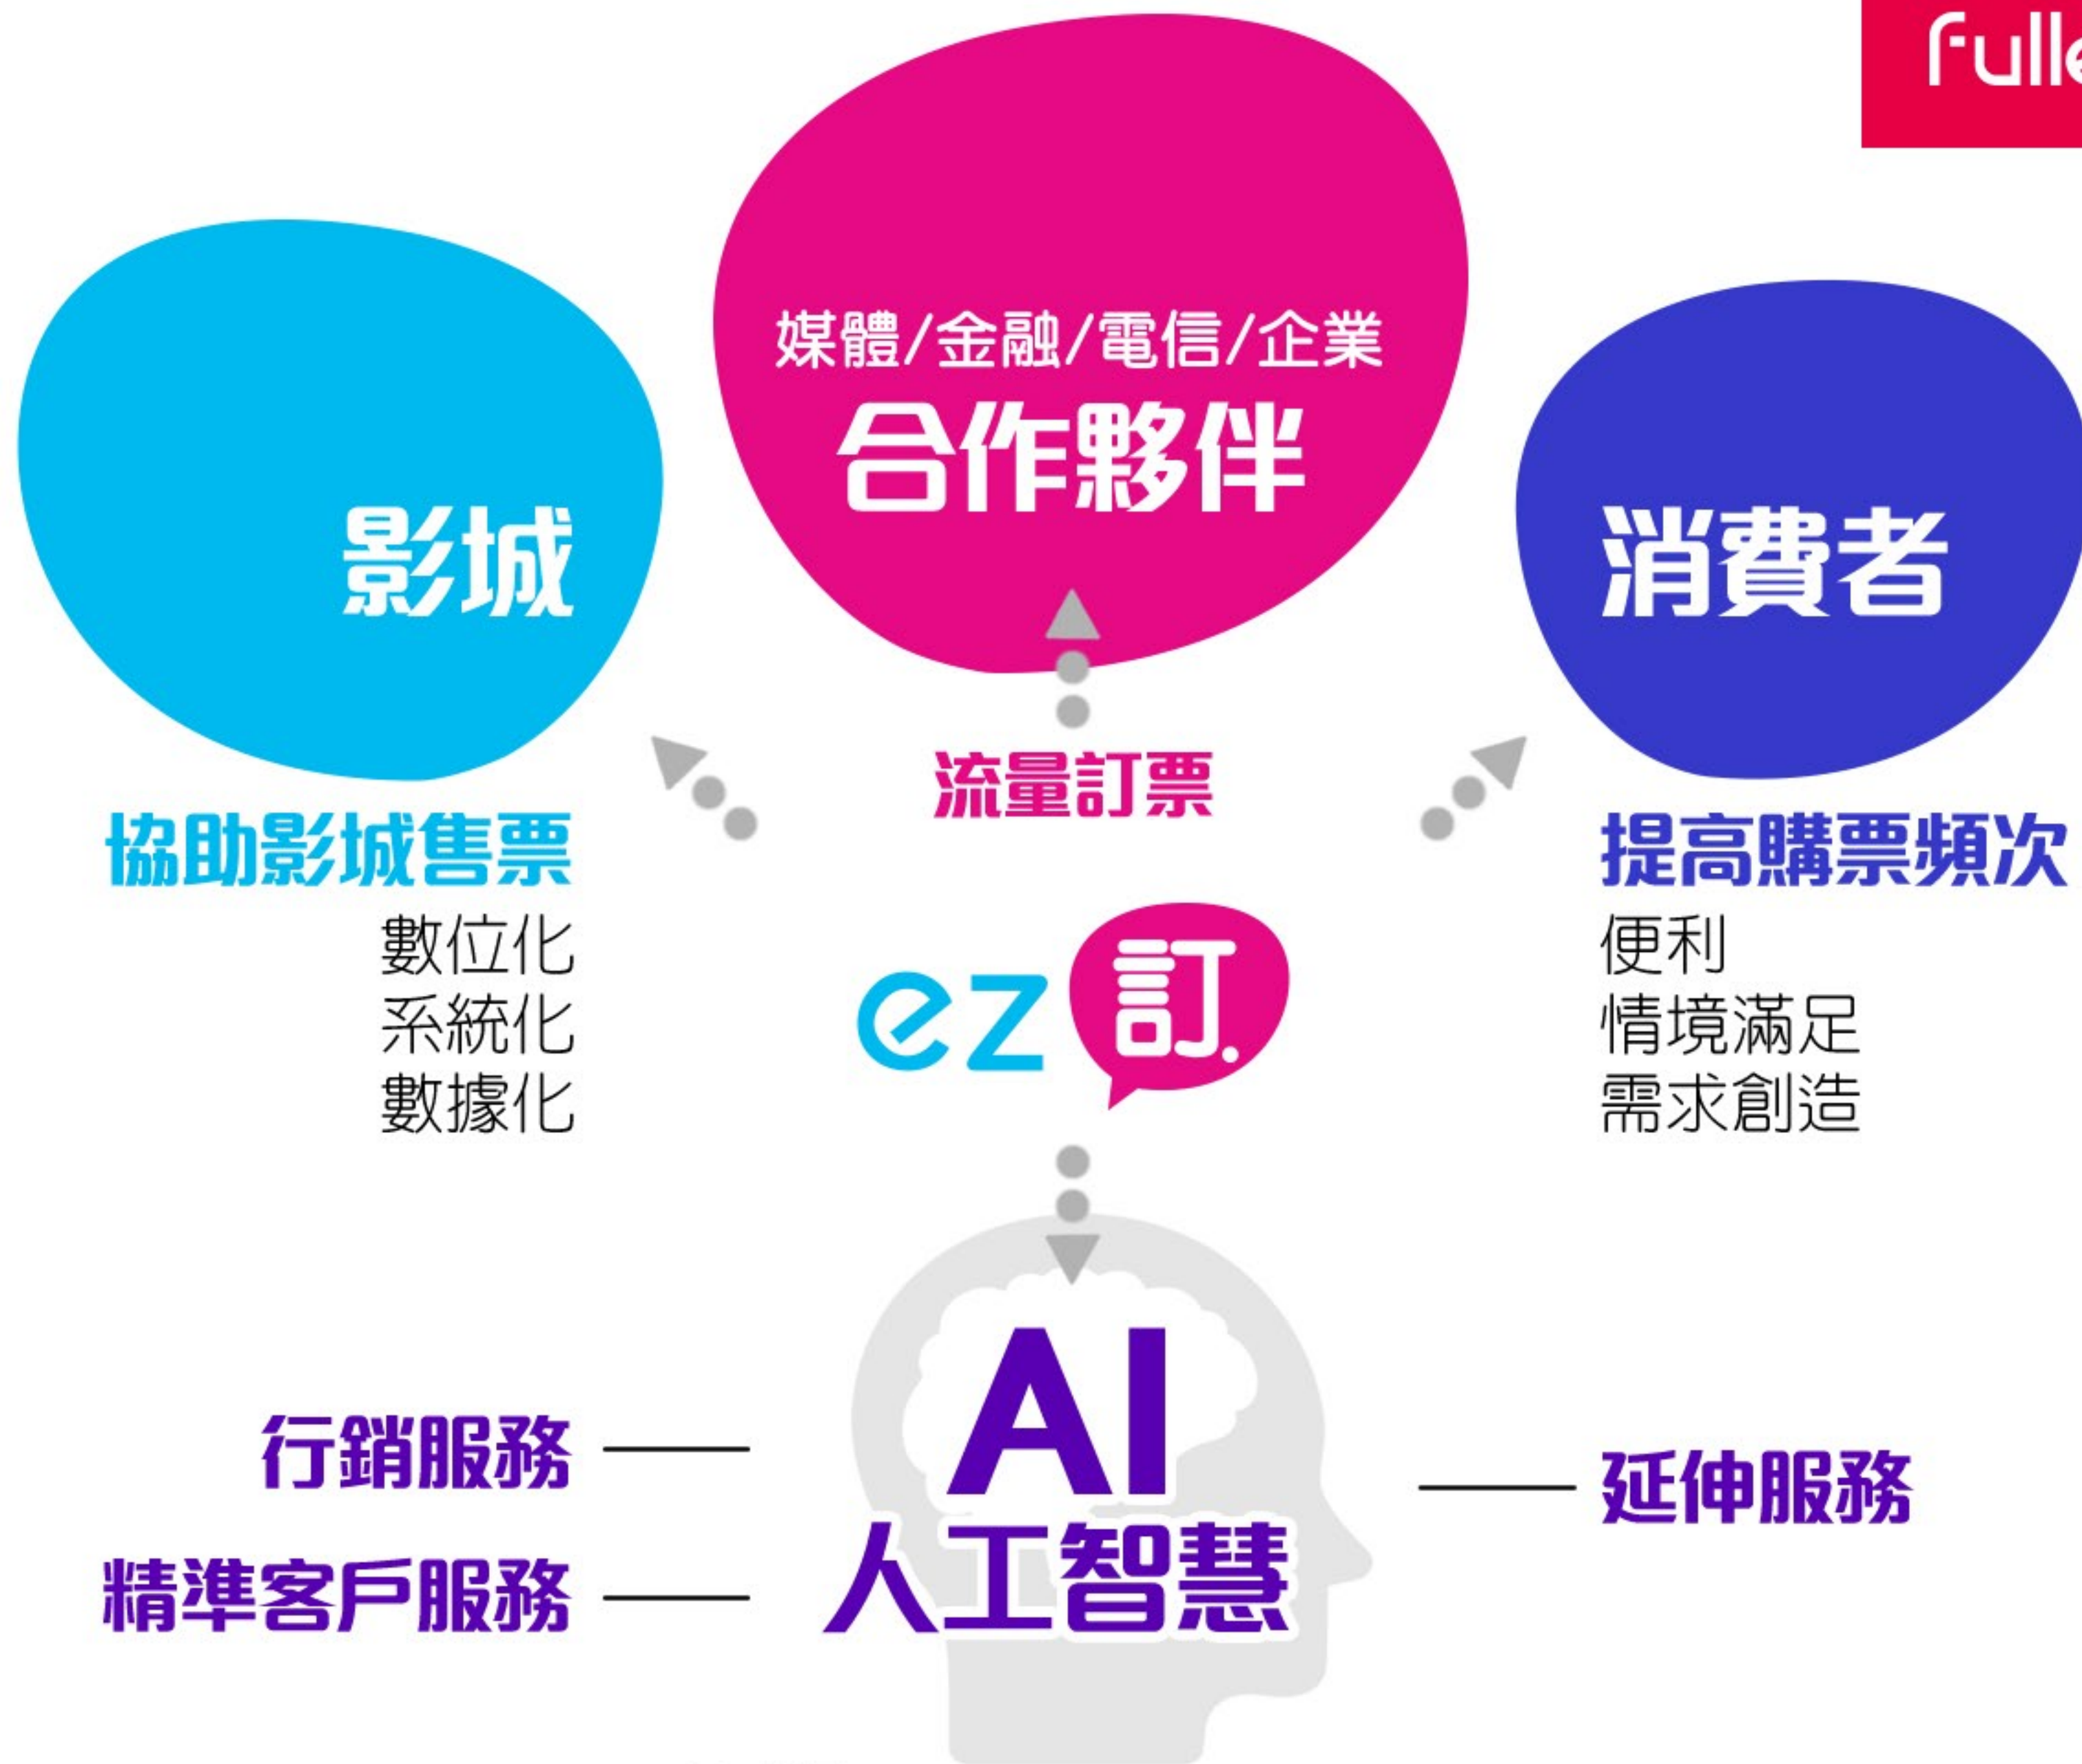 媒體/金融/電信/企業
合作夥伴
影城
消費者
流量訂票
協助影城售票
數位化
系統化
數據化
提高購票頻次
便利
情境滿足
需求創造
ez訂.
AI
人工智慧
行銷服務
精準客戶服務
延伸服務